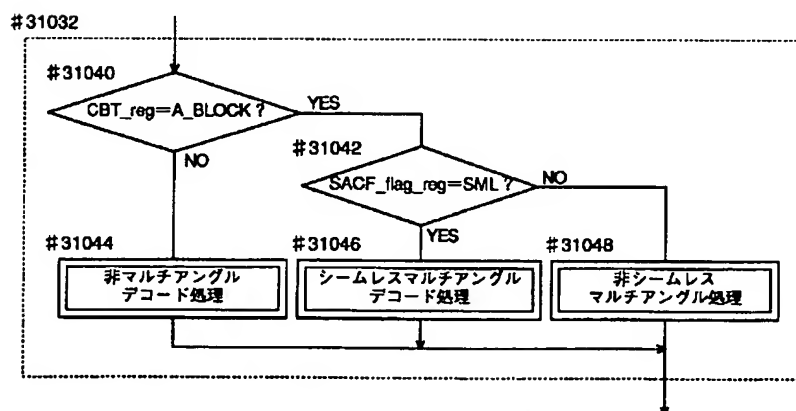 #31032
#31040
CBT_reg=A_BLOCK?
YES
NO
#31042
SACF_flag_reg=SML?
NO
YES
#31044
非マルチアングル
デコード処理
#31046
シームレスマルチアングル
デコード処理
#31048
非シームレス
マルチアングル処理